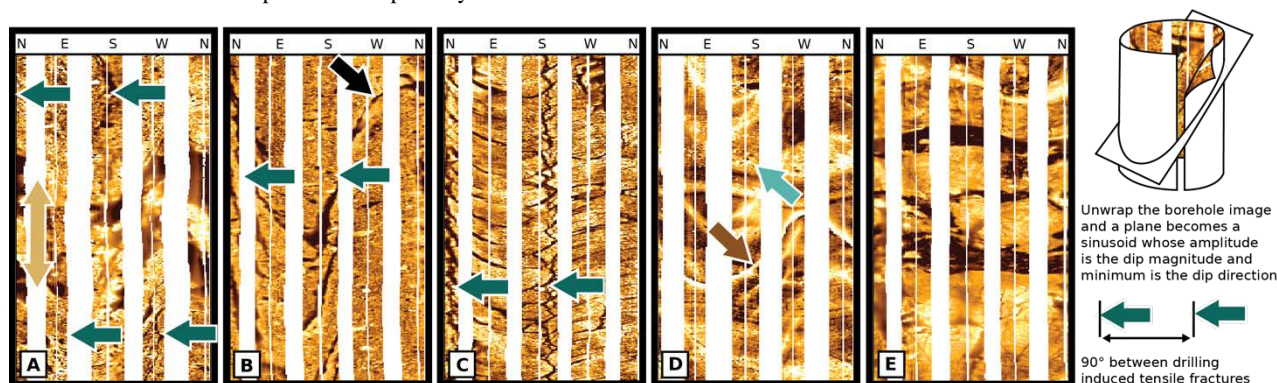 N E S W N
N E S W N
N E S W N
N E S W N
N E S W N
A
B
C
D
E
Unwrap the borehole image
and a plane becomes a
sinusoid whose amplitude
is the dip magnitude and
minimum is the dip direction
90° between drilling
induced tensile fractures